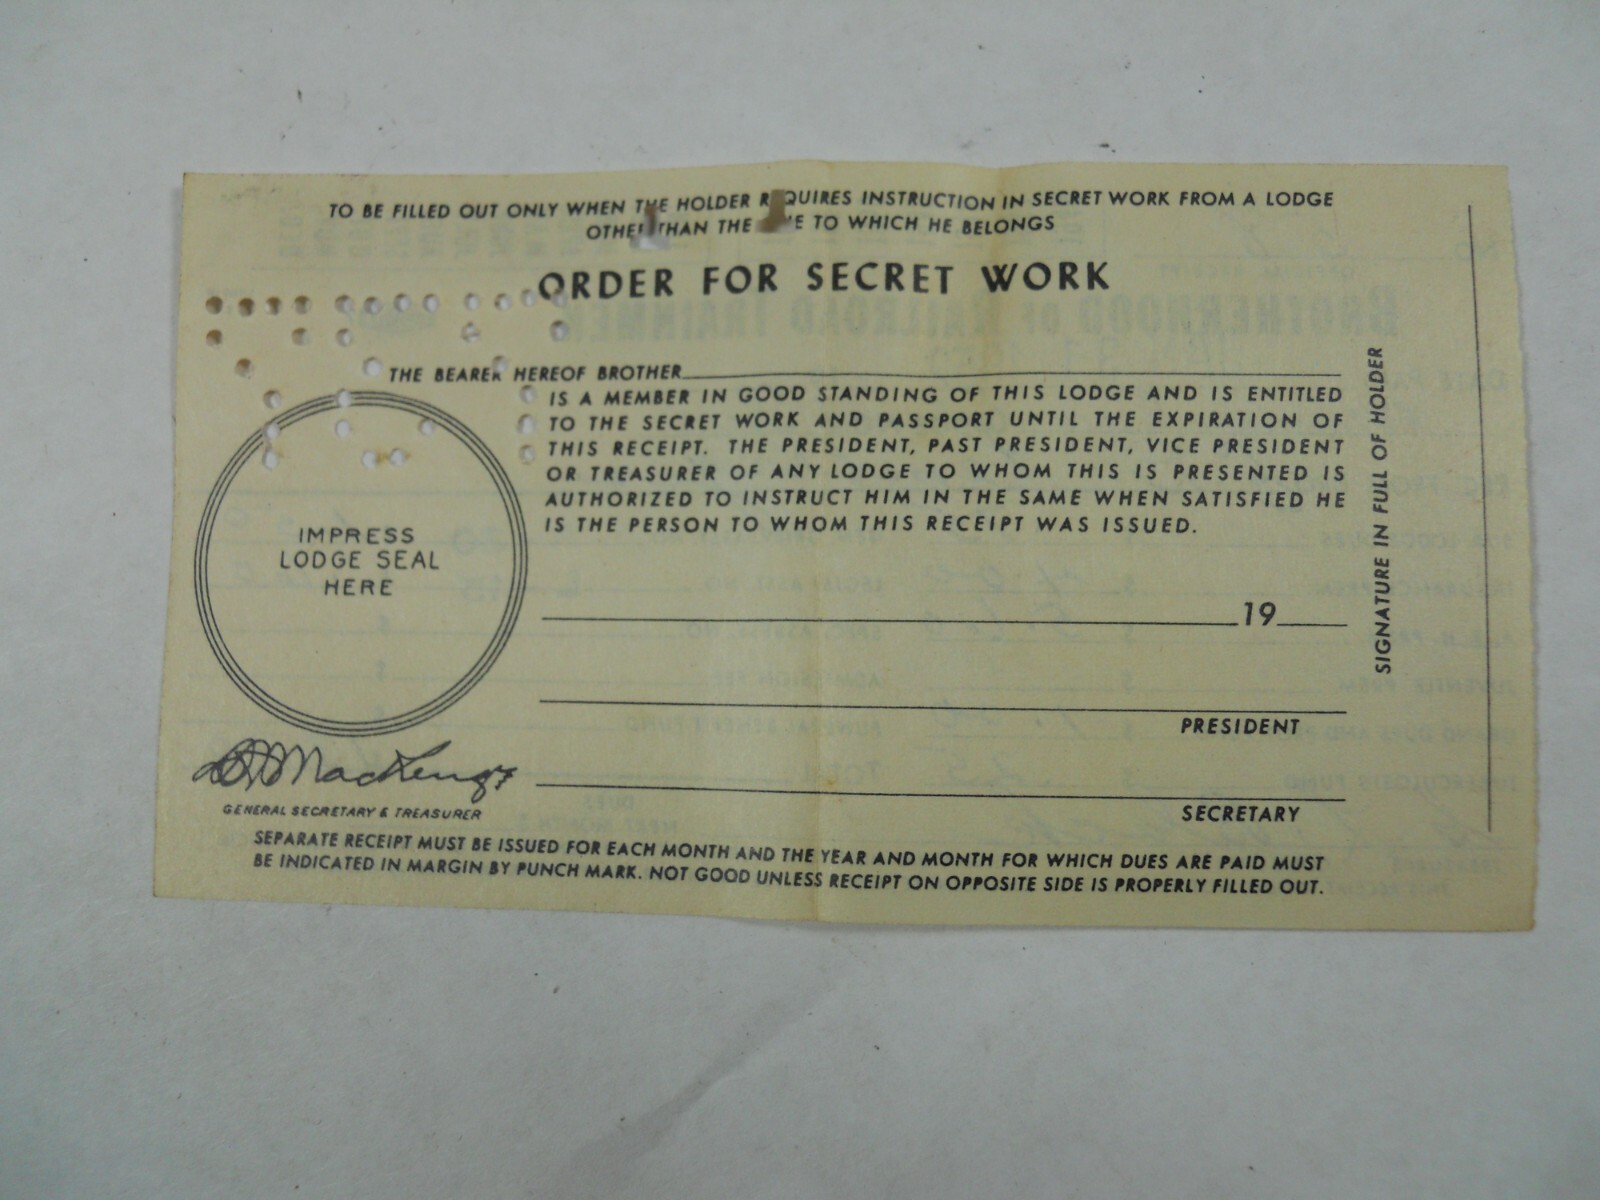 TO BE FILLED OUT ONLY WHEN THE HOLDER REQUIRES INSTRUCTION IN SECRET WORK FROM A LODGE
OTHER THAN THE ONE TO WHICH HE BELONGS
ORDER FOR SECRET WORK
THE BEARER HEREOF BROTHER
IS A MEMBER IN GOOD STANDING OF THIS LODGE AND IS ENTITLED
TO THE SECRET WORK AND PASSPORT UNTIL THE EXPIRATION OF
THIS RECEIPT. THE PRESIDENT, PAST PRESIDENT, VICE PRESIDENT
OR TREASURER OF ANY LODGE TO WHOM THIS IS PRESENTED IS
AUTHORIZED TO INSTRUCT HIM IN THE SAME WHEN SATISFIED HE
IS THE PERSON TO WHOM THIS RECEIPT WAS ISSUED.
IMPRESS
LODGE SEAL
HERE
19
PRESIDENT
MacKenzie
GENERAL SECRETARY & TREASURER
SECRETARY
SEPARATE RECEIPT MUST BE ISSUED FOR EACH MONTH AND THE YEAR AND MONTH FOR WHICH DUES ARE PAID MUST
BE INDICATED IN MARGIN BY PUNCH MARK. NOT GOOD UNLESS RECEIPT ON OPPOSITE SIDE IS PROPERLY FILLED OUT.
SIGNATURE IN FULL OF HOLDER